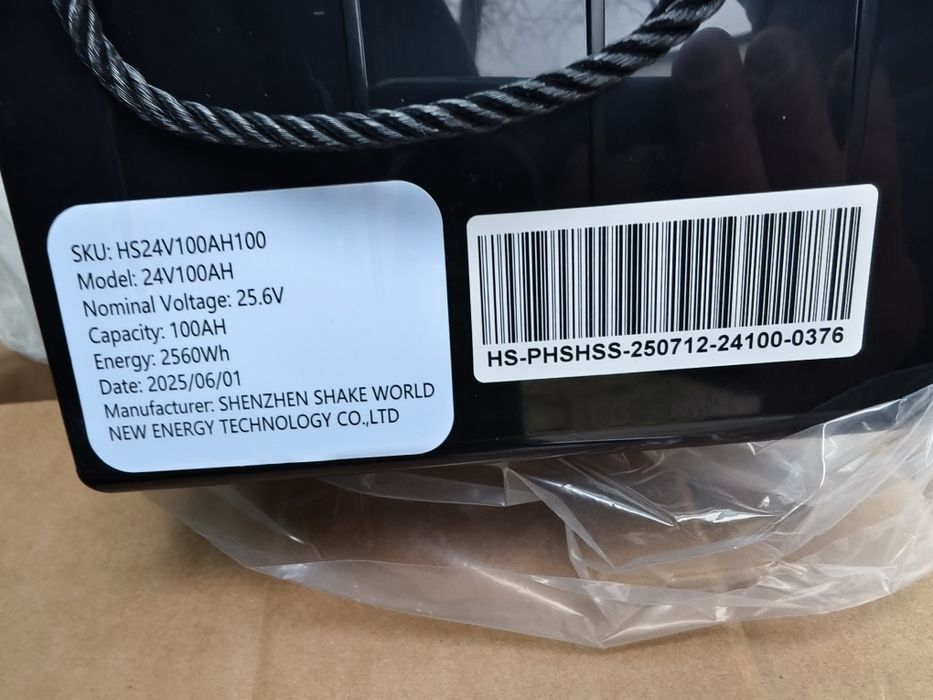 SKU: HS24V100AH100
Model: 24V100AH
Nominal Voltage: 25.6V
Capacity: 100AH
Energy: 2560Wh
Date: 2025/06/01
Manufacturer: SHENZHEN SHAKE WORLD
NEW ENERGY TECHNOLOGY CO.,LTD
HS-PHSHSS-250712-24100-0376